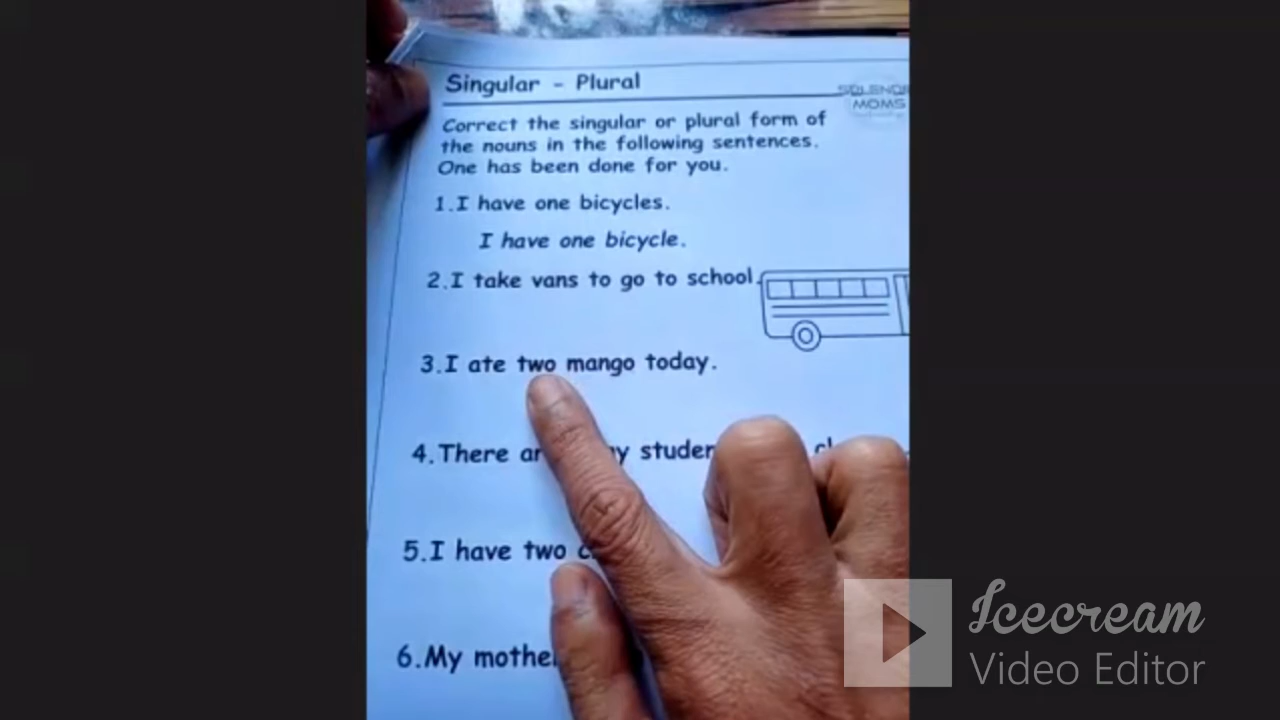 Singular - Plural
MOMS
Correct the singular or plural form of
the nouns in the following sentences.
One has been done for you.
1.I have one bicycles.
I have one bicycle.
2.I take vans to go to school.
3.I ate two mango today.
4.There
5.I have two
6.My
Icecream
Video Editor